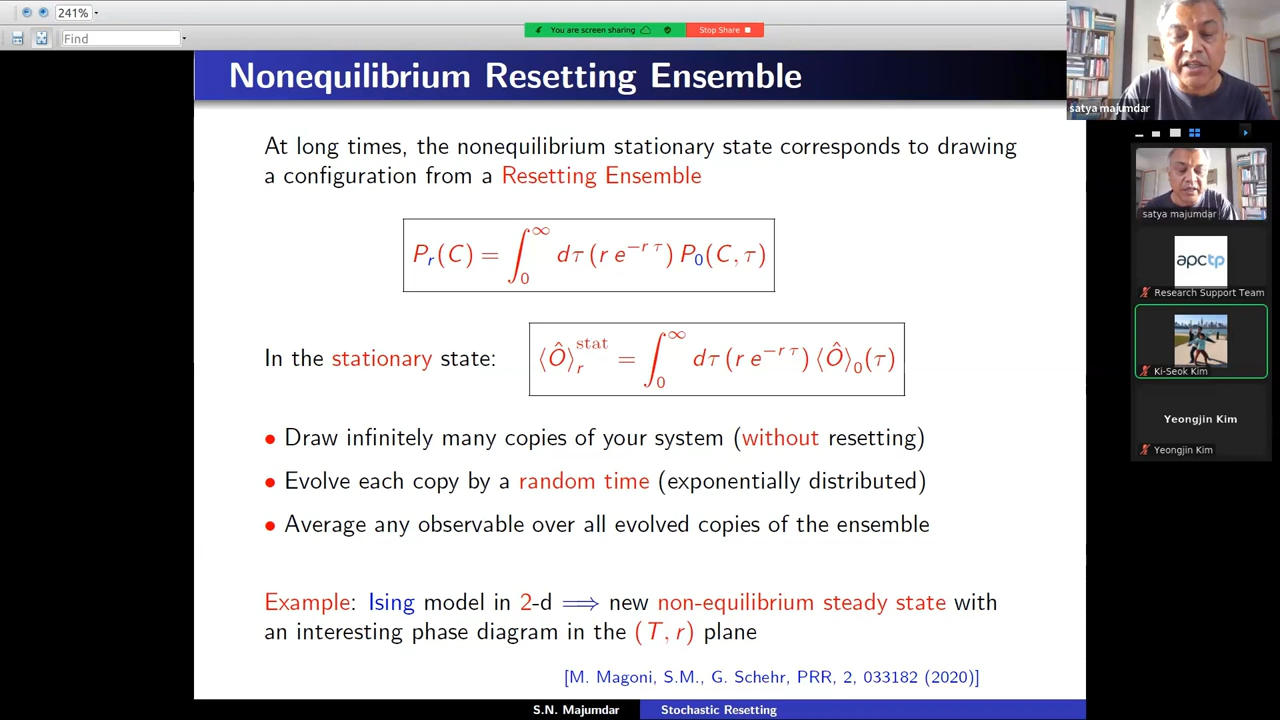 241%
You are screen sharing
Stop Share
Find
Nonequilibrium Resetting Ensemble
At long times, the nonequilibrium stationary state corresponds to drawing
a configuration from a Resetting Ensemble
P_r(C) = ∫_0^∞ dτ (r e^{−r τ}) P_0(C, τ)
In the stationary state: ⟨Ô⟩_r^stat = ∫_0^∞ dτ (r e^{−r τ}) ⟨Ô⟩_0(τ)
• Draw infinitely many copies of your system (without resetting)
• Evolve each copy by a random time (exponentially distributed)
• Average any observable over all evolved copies of the ensemble
Example: Ising model in 2-d ⟹ new non-equilibrium steady state with
an interesting phase diagram in the (T, r) plane
[M. Magoni, S.M., G. Schehr, PRR, 2, 033182 (2020)]
S.N. Majumdar Stochastic Resetting
satya majumdar
satya majumdar
apctp
Research Support Team
Ki-Seok Kim
Yeongjin Kim
Yeongjin Kim